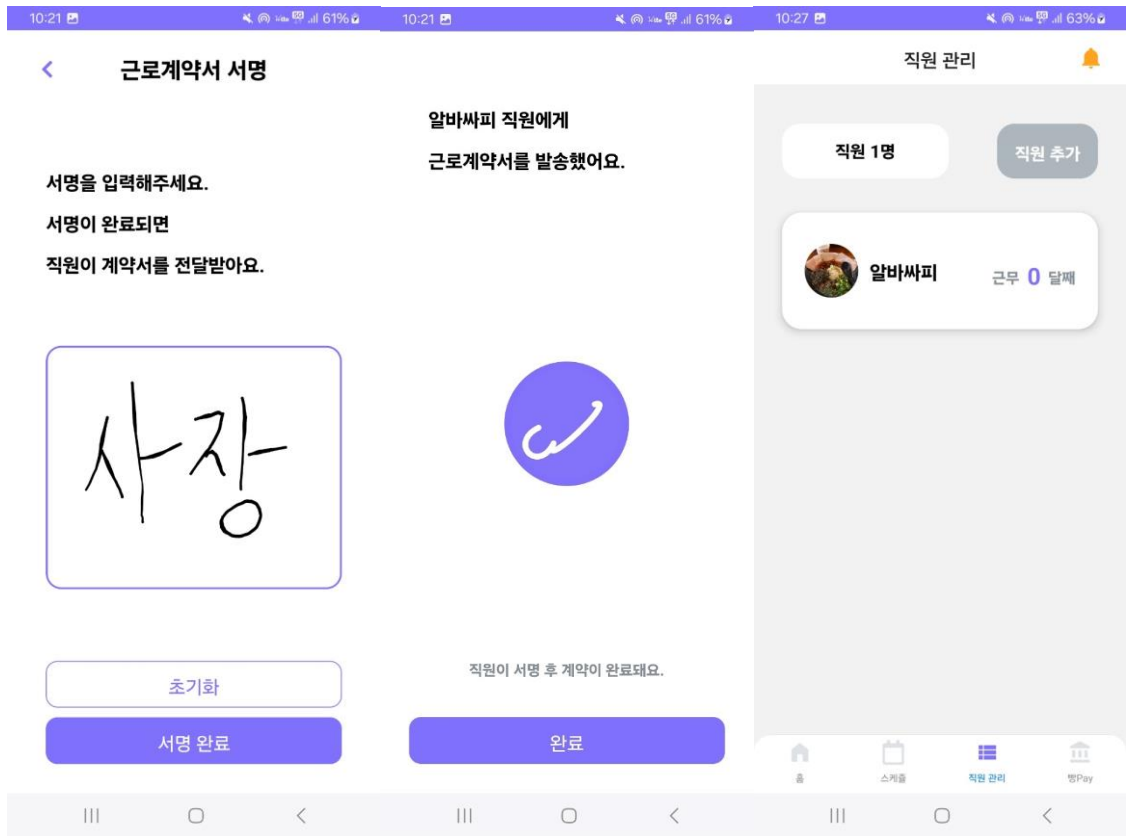 10:21
61%
근로계약서 서명
서명을 입력해주세요.
서명이 완료되면
직원이 계약서를 전달받아요.
사장
초기화
서명 완료
10:21
61%
알바싸피 직원에게
근로계약서를 발송했어요.
직원이 서명 후 계약이 완료돼요.
완료
10:27
63%
직원 관리
직원 1명
직원 추가
알바싸피
근무 0 달째
홈
스케줄
직원 관리
빵Pay